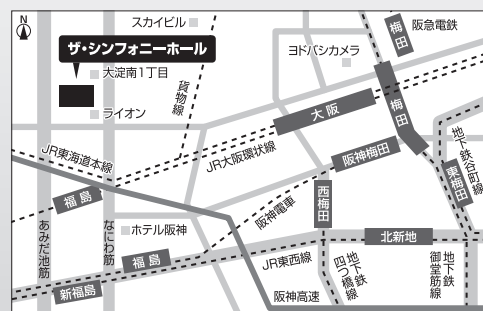 N
スカイビル
梅田
阪急電鉄
ザ・シンフォニーホール
ヨドバシカメラ
大淀南1丁目
貨物線
ライオン
大阪
梅田
地下鉄谷町線
JR東海道本線
JR大阪環状線
阪神梅田
東梅田
福島
西梅田
阪神電車
あみだ池筋
なにわ筋
ホテル阪神
北新地
福島
JR東西線
地下鉄
四つ橋線
地下鉄
御堂筋線
新福島
阪神高速